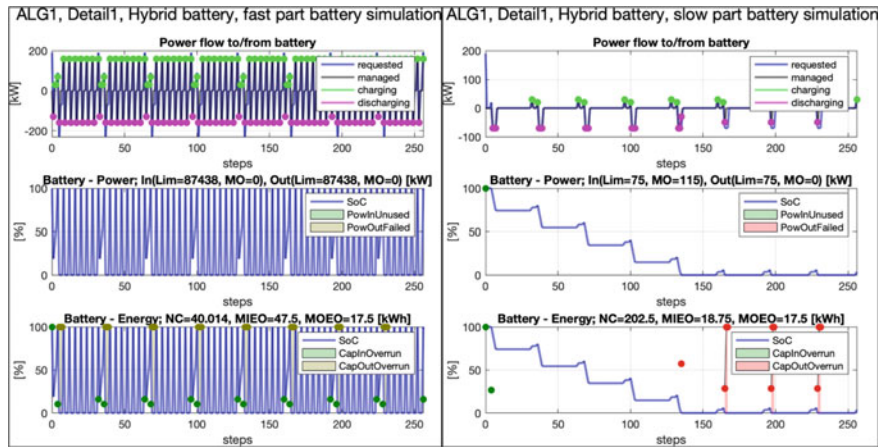 ALG1, Detail1, Hybrid battery, fast part battery simulation
Power flow to/from battery
200
0
-200
[kW]
requested
managed
charging
discharging
0 50 100 150 200 250
steps
Battery - Power; In(Lim=87438, MO=0), Out(Lim=87438, MO=0) [kW]
100
50
0
[%]
SoC
PowInUnused
PowOutFailed
0 50 100 150 200 250
steps
Battery - Energy; NC=40.014, MIEO=47.5, MOEO=17.5 [kWh]
100
50
0
[%]
SoC
CapInOverrun
CapOutOverrun
0 50 100 150 200 250
steps
ALG1, Detail1, Hybrid battery, slow part battery simulation
Power flow to/from battery
200
100
0
-100
[kW]
requested
managed
charging
discharging
0 50 100 150 200 250
steps
Battery - Power; In(Lim=75, MO=115), Out(Lim=75, MO=0) [kW]
100
50
0
[%]
SoC
PowInUnused
PowOutFailed
0 50 100 150 200 250
steps
Battery - Energy; NC=202.5, MIEO=18.75, MOEO=17.5 [kWh]
100
50
0
[%]
SoC
CapInOverrun
CapOutOverrun
0 50 100 150 200 250
steps